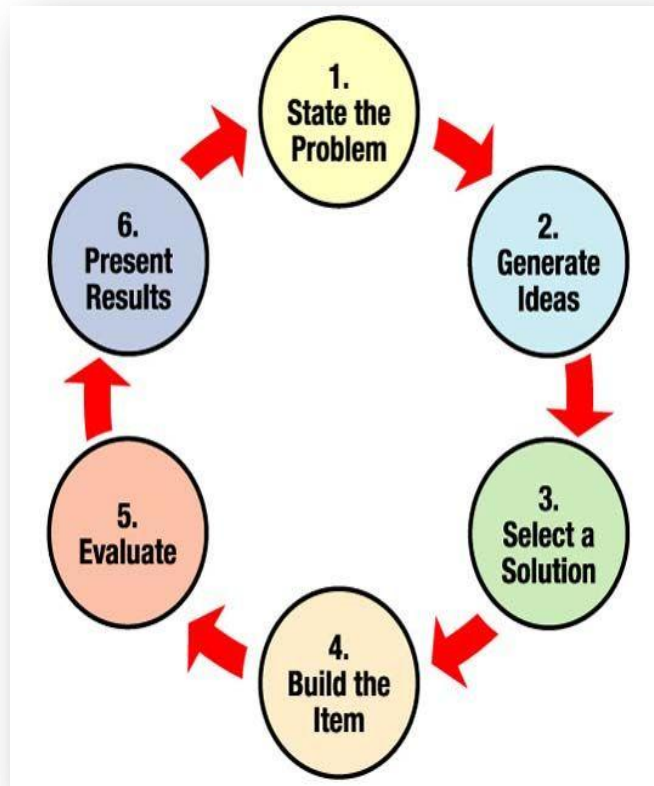 1.
State the
Problem
2.
Generate
Ideas
3.
Select a
Solution
4.
Build the
Item
5.
Evaluate
6.
Present
Results